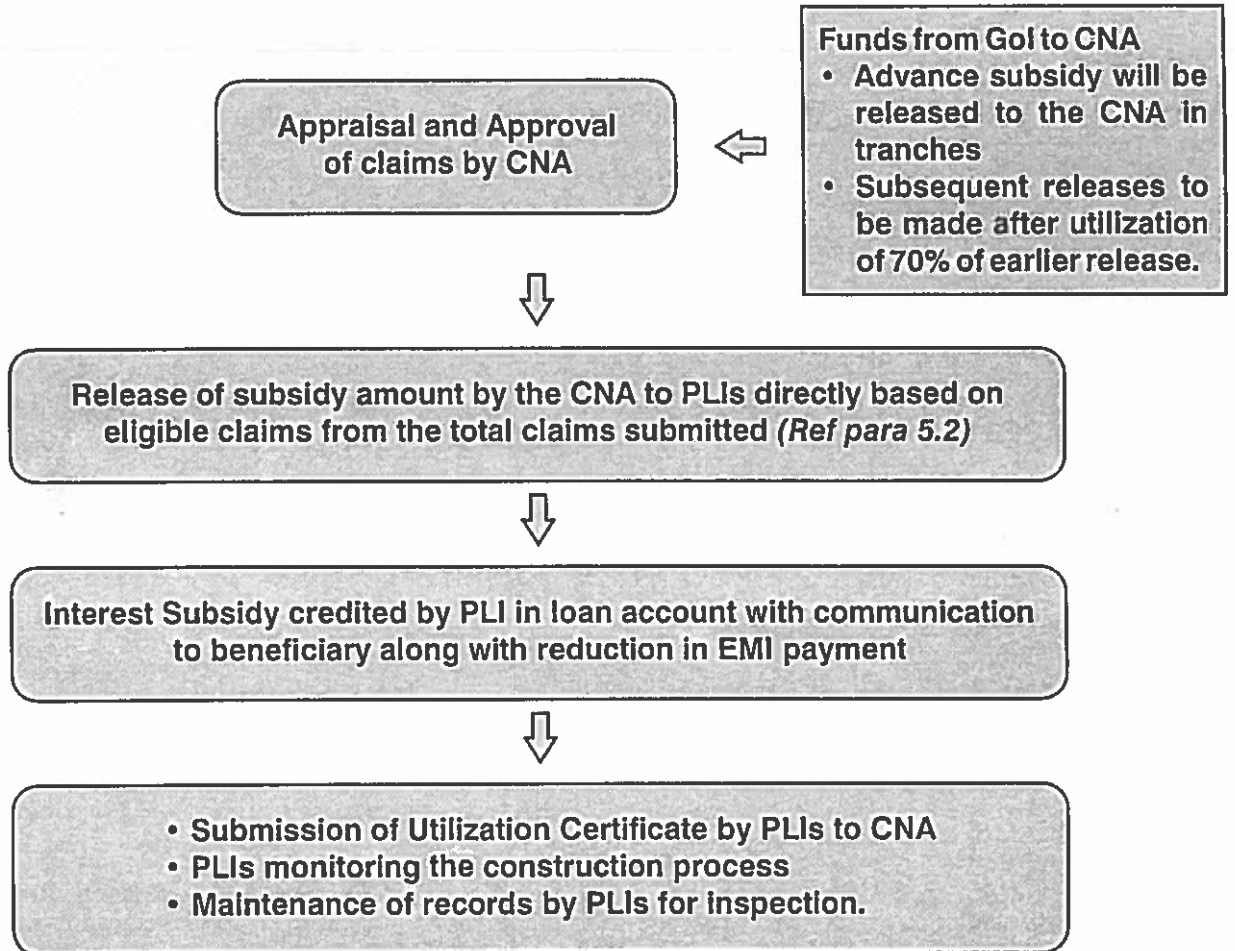 Funds from GoI to CNA
• Advance subsidy will be
released to the CNA in
tranches
• Subsequent releases to
be made after utilization
of 70% of earlier release.
Appraisal and Approval
of claims by CNA
Release of subsidy amount by the CNA to PLIs directly based on
eligible claims from the total claims submitted (Ref para 5.2)
Interest Subsidy credited by PLI in loan account with communication
to beneficiary along with reduction in EMI payment
• Submission of Utilization Certificate by PLIs to CNA
• PLIs monitoring the construction process
• Maintenance of records by PLIs for inspection.